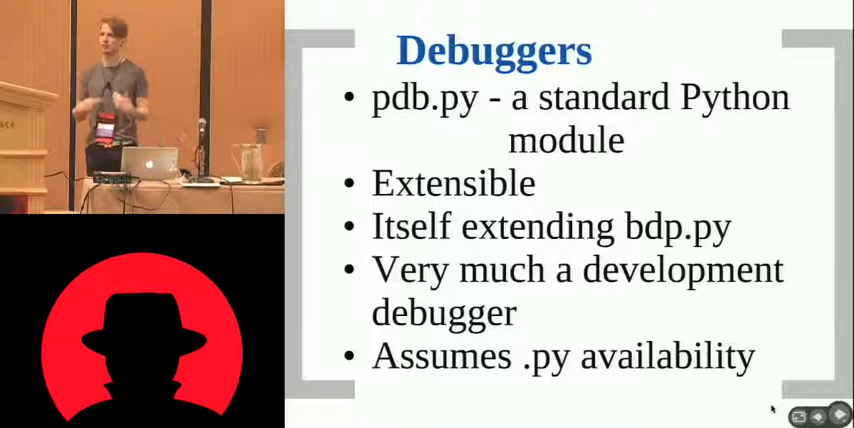 Debuggers
• pdb.py - a standard Python
module
• Extensible
• Itself extending bdp.py
• Very much a development
debugger
• Assumes .py availability